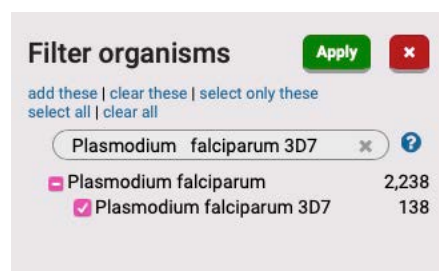 Filter organisms Apply ×
add these | clear these | select only these
select all | clear all
Plasmodium falciparum 3D7 × ?
Plasmodium falciparum 2,238
Plasmodium falciparum 3D7 138